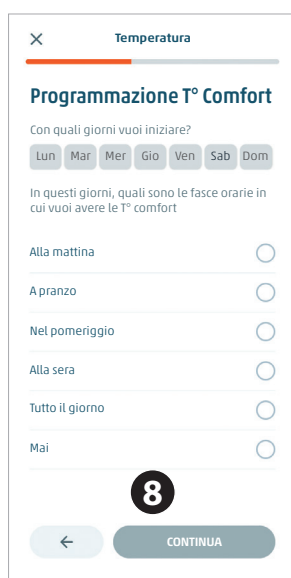 Temperatura
Programmazione T° Comfort
Con quali giorni vuoi iniziare?
Lun Mar Mer Gio Ven Sab Dom
In questi giorni, quali sono le fasce orarie in
cui vuoi avere le T° comfort
Alla mattina
A pranzo
Nel pomeriggio
Alla sera
Tutto il giorno
Mai
8
CONTINUA